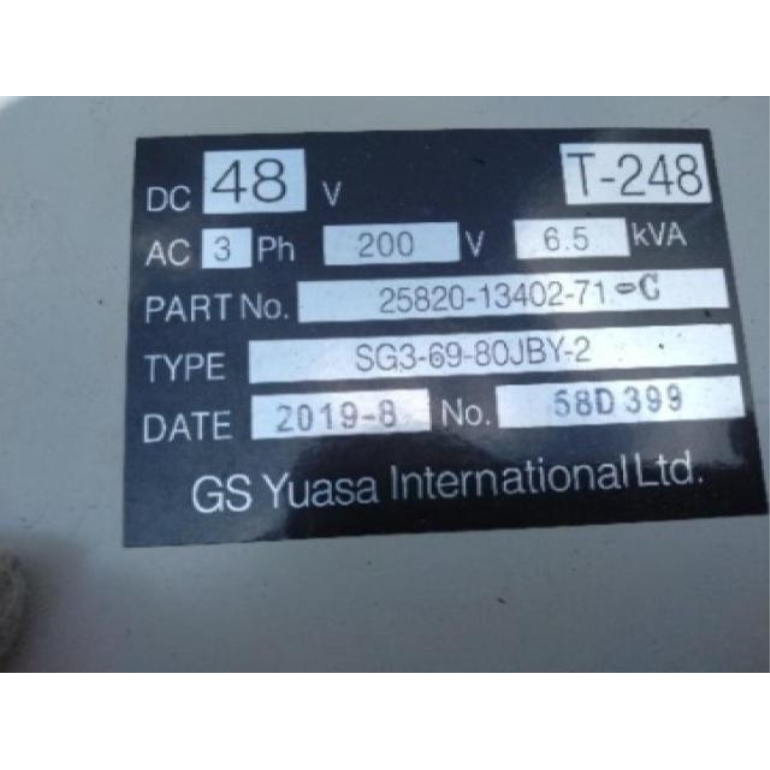 DC 48 V T-248
AC 3 Ph 200 V 6.5 kVA
PART No. 25820-13402-71-C
TYPE SG3-69-80JBY-2
DATE 2019-8 No. 58D399
GS Yuasa International Ltd.